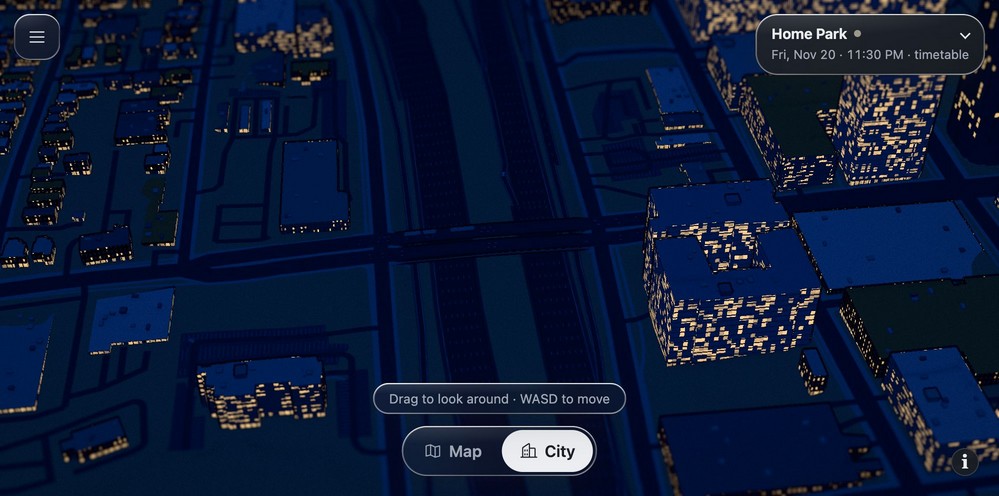 Home Park
Fri, Nov 20 · 11:30 PM · timetable
Drag to look around · WASD to move
Map
City